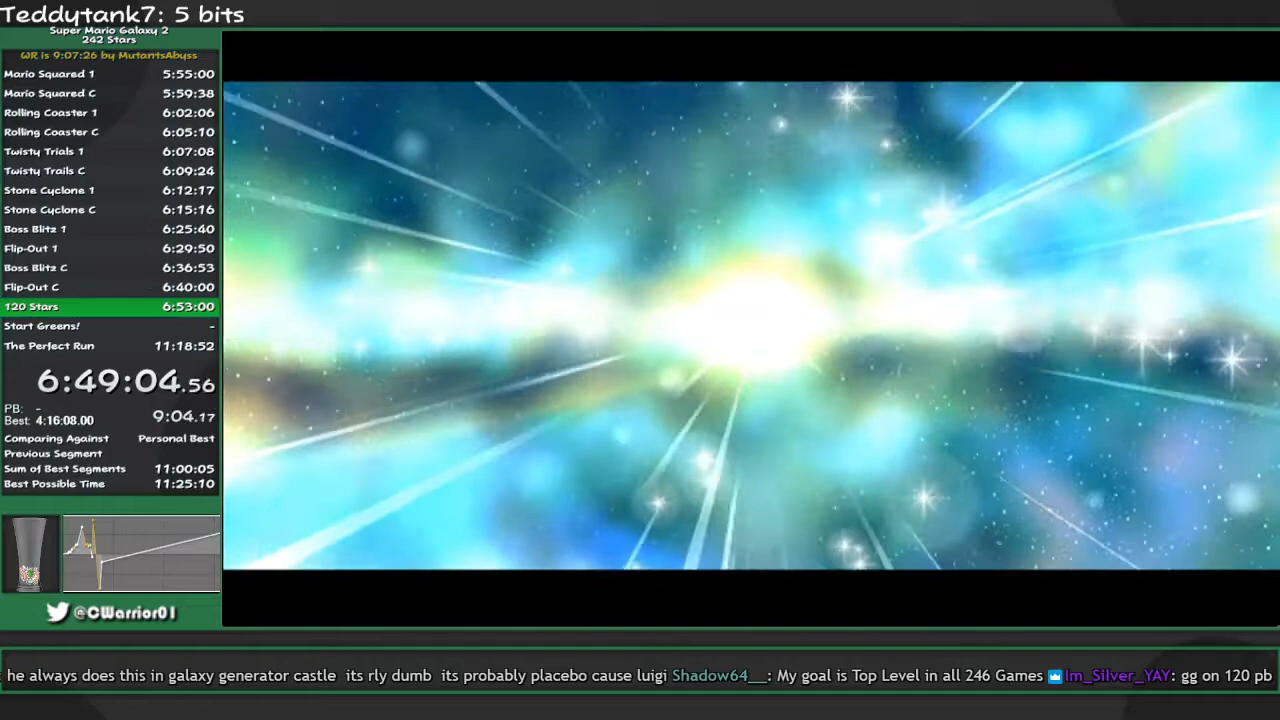 Teddytank7: 5 bits
Super Mario Galaxy 2
242 Stars
WR is 9:07:26 by MutantsAbyss
Mario Squared 1 5:55:00
Mario Squared C 5:59:38
Rolling Coaster 1 6:02:06
Rolling Coaster C 6:05:10
Twisty Trials 1 6:07:08
Twisty Trails C 6:09:24
Stone Cyclone 1 6:12:17
Stone Cyclone C 6:15:16
Boss Blitz 1 6:25:40
Flip-Out 1 6:29:50
Boss Blitz C 6:36:53
Flip-Out C 6:40:00
120 Stars 6:53:00
Start Greens! -
The Perfect Run 11:18:52
6:49:04.56
PB: -
Best: 4:16:08.00 9:04.17
Comparing Against Personal Best
Previous Segment
Sum of Best Segments 11:00:05
Best Possible Time 11:25:10
@CWarrior01
he always does this in galaxy generator castle its rly dumb its probably placebo cause luigi Shadow64__: My goal is Top Level in all 246 Games Im_Silver_YAY: gg on 120 pb